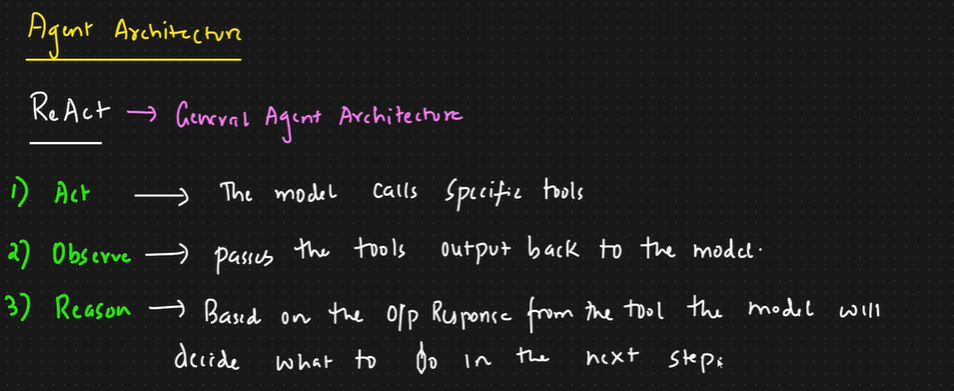 Agent Architecture
ReAct → General Agent Architecture
1) Act → The model calls specific tools
2) Observe → passes the tools output back to the model.
3) Reason → Based on the O/p Response from the tool the model will
decide what to do in the next step.